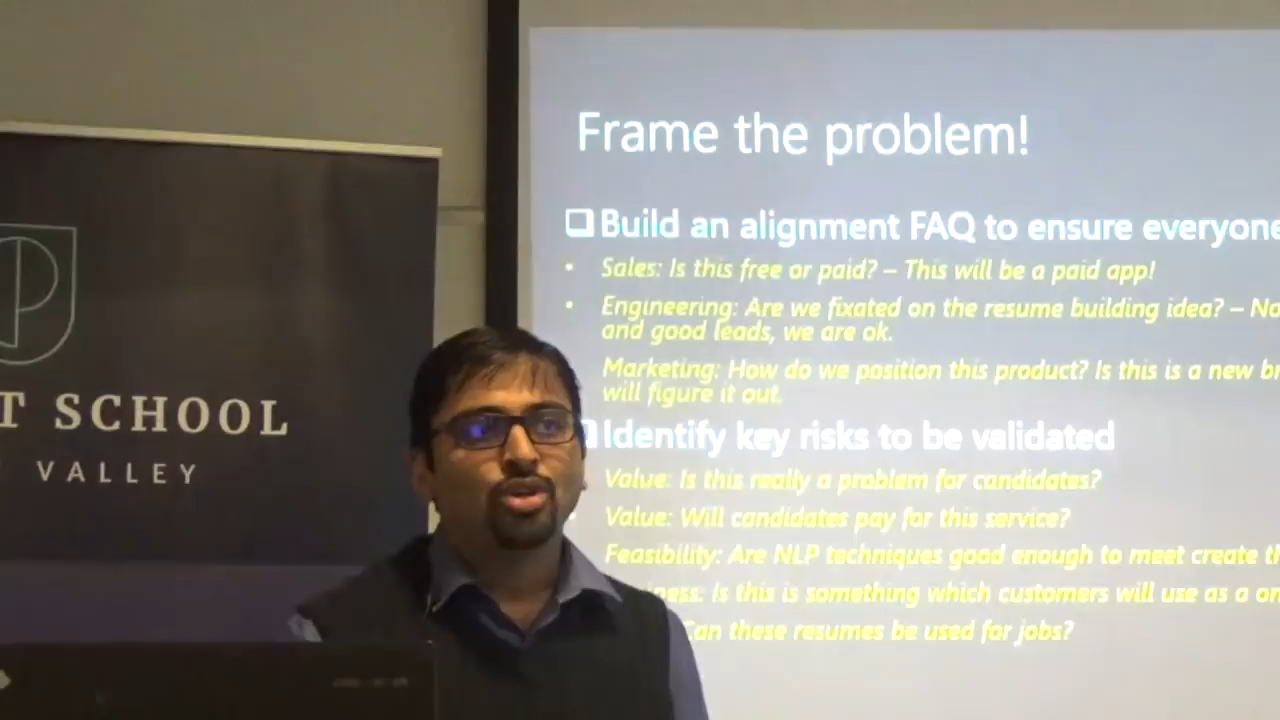 Frame the problem!
Build an alignment FAQ to ensure everyone
Sales: Is this free or paid? – This will be a paid app!
Engineering: Are we fixated on the resume building idea? – No
and good leads, we are ok.
Marketing: How do we position this product? Is this is a new br
will figure it out.
Identify key risks to be validated
Value: Is this really a problem for candidates?
Value: Will candidates pay for this service?
Feasibility: Are NLP techniques good enough to meet create th
ness: Is this is something which customers will use as a on
Can these resumes be used for jobs?
P
T SCHOOL
VALLEY